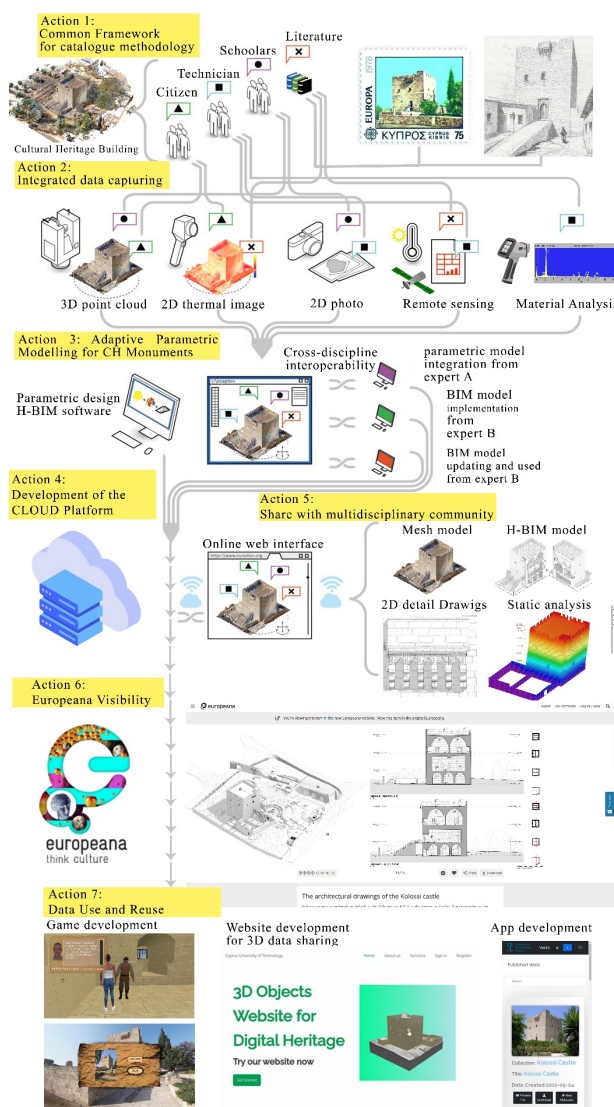 Action 1:
Common Framework
for catalogue methodology
Literature
Schoolars
Technician
Citizen
Cultural Heritage Building
EUROPA
1978
ΚΥΠΡΟΣ CYPRUS KIBRIS 75
Action 2:
Integrated data capturing
3D point cloud
2D thermal image
2D photo
Remote sensing
Material Analysis
Action 3: Adaptive Parametric
Modelling for CH Monuments
Parametric design
H-BIM software
Cross-discipline
interoperability
parametric model
integration from
expert A
BIM model
implementation
from
expert B
BIM model
updating and used
from expert B
Action 4:
Development of the
CLOUD Platform
Action 5:
Share with multidisciplinary community
Online web interface
Mesh model
H-BIM model
2D detail Drawigs
Static analysis
Action 6:
Europeana Visibility
europeana
europeana
think culture
The architectural drawings of the Kolossi castle
Action 7:
Data Use and Reuse
Game development
Website development
for 3D data sharing
App development
Cyprus University of Technology
Home About us Services Sign In Register
3D Objects
Website for
Digital Heritage
Try our website now
Get Started
Published Work
Search...
Collection: Kolossi Castle
Title: Kolossi Castle
Date Created:2021-05-04